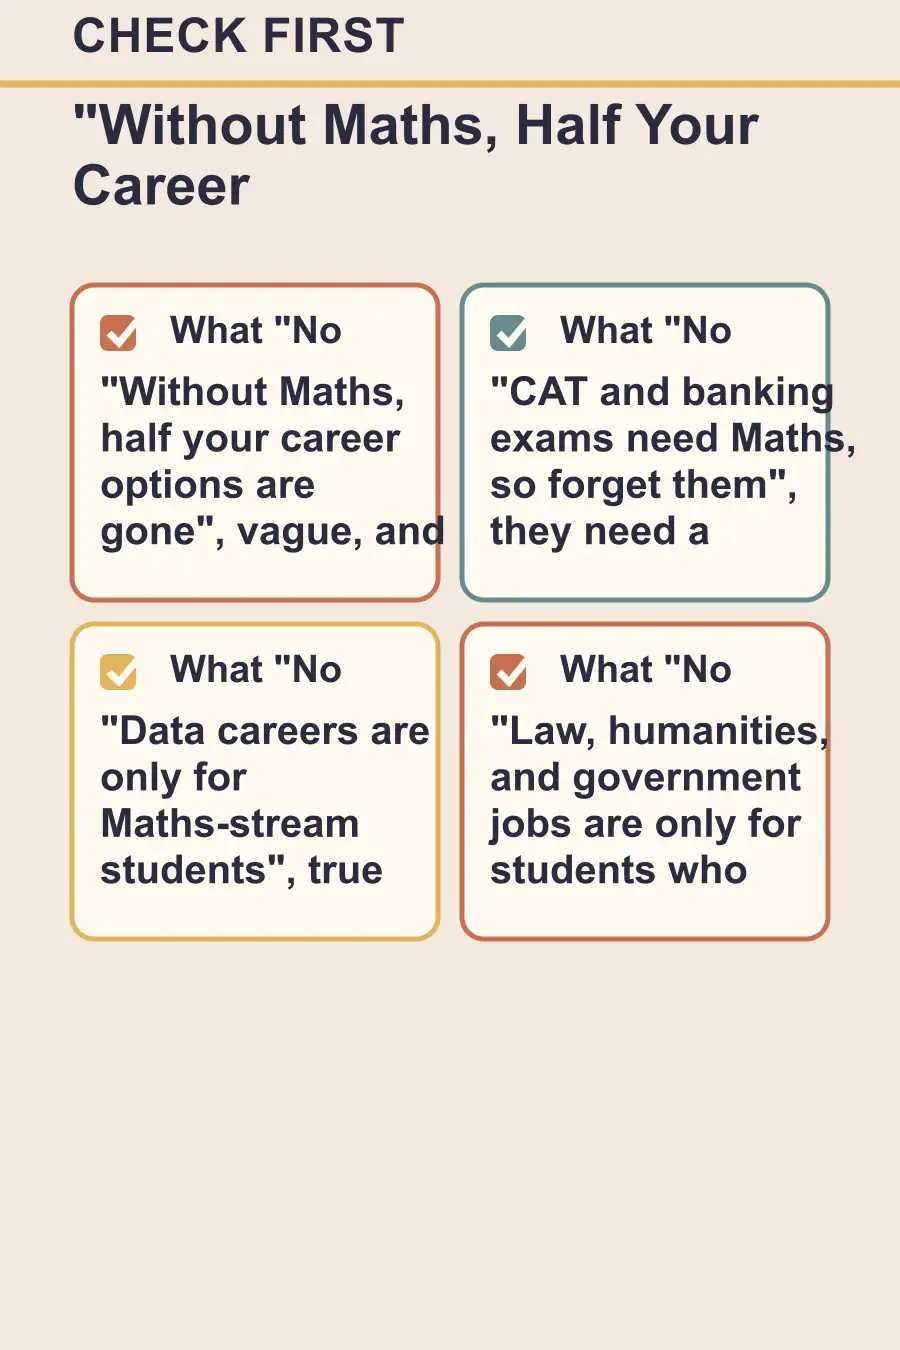 CHECK FIRST
"Without Maths, Half Your
Career
What "No
"Without Maths,
half your career
options are
gone", vague, and
What "No
"CAT and banking
exams need Maths,
so forget them",
they need a
What "No
"Data careers are
only for
Maths-stream
students", true
What "No
"Law, humanities,
and government
jobs are only for
students who